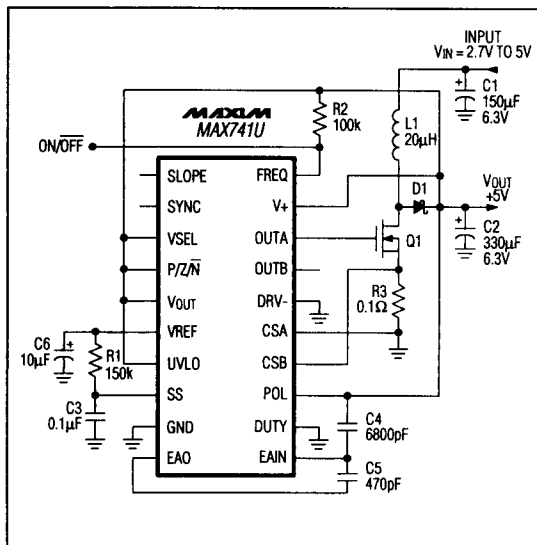 INPUT
VIN = 2.7V TO 5V
C1
150µF
6.3V
L1
20µH
MAXIM
MAX741U
R2
100k
ON/OFF
SLOPE
SYNC
VSEL
P/Z/N
VOUT
VREF
UVLO
SS
GND
EAO
FREQ
V+
OUTA
OUTB
DRV-
CSA
CSB
POL
DUTY
EAIN
D1
VOUT
+5V
C2
330µF
6.3V
Q1
R3
0.1Ω
C6
10µF
R1
150k
C3
0.1µF
C4
6800pF
C5
470pF